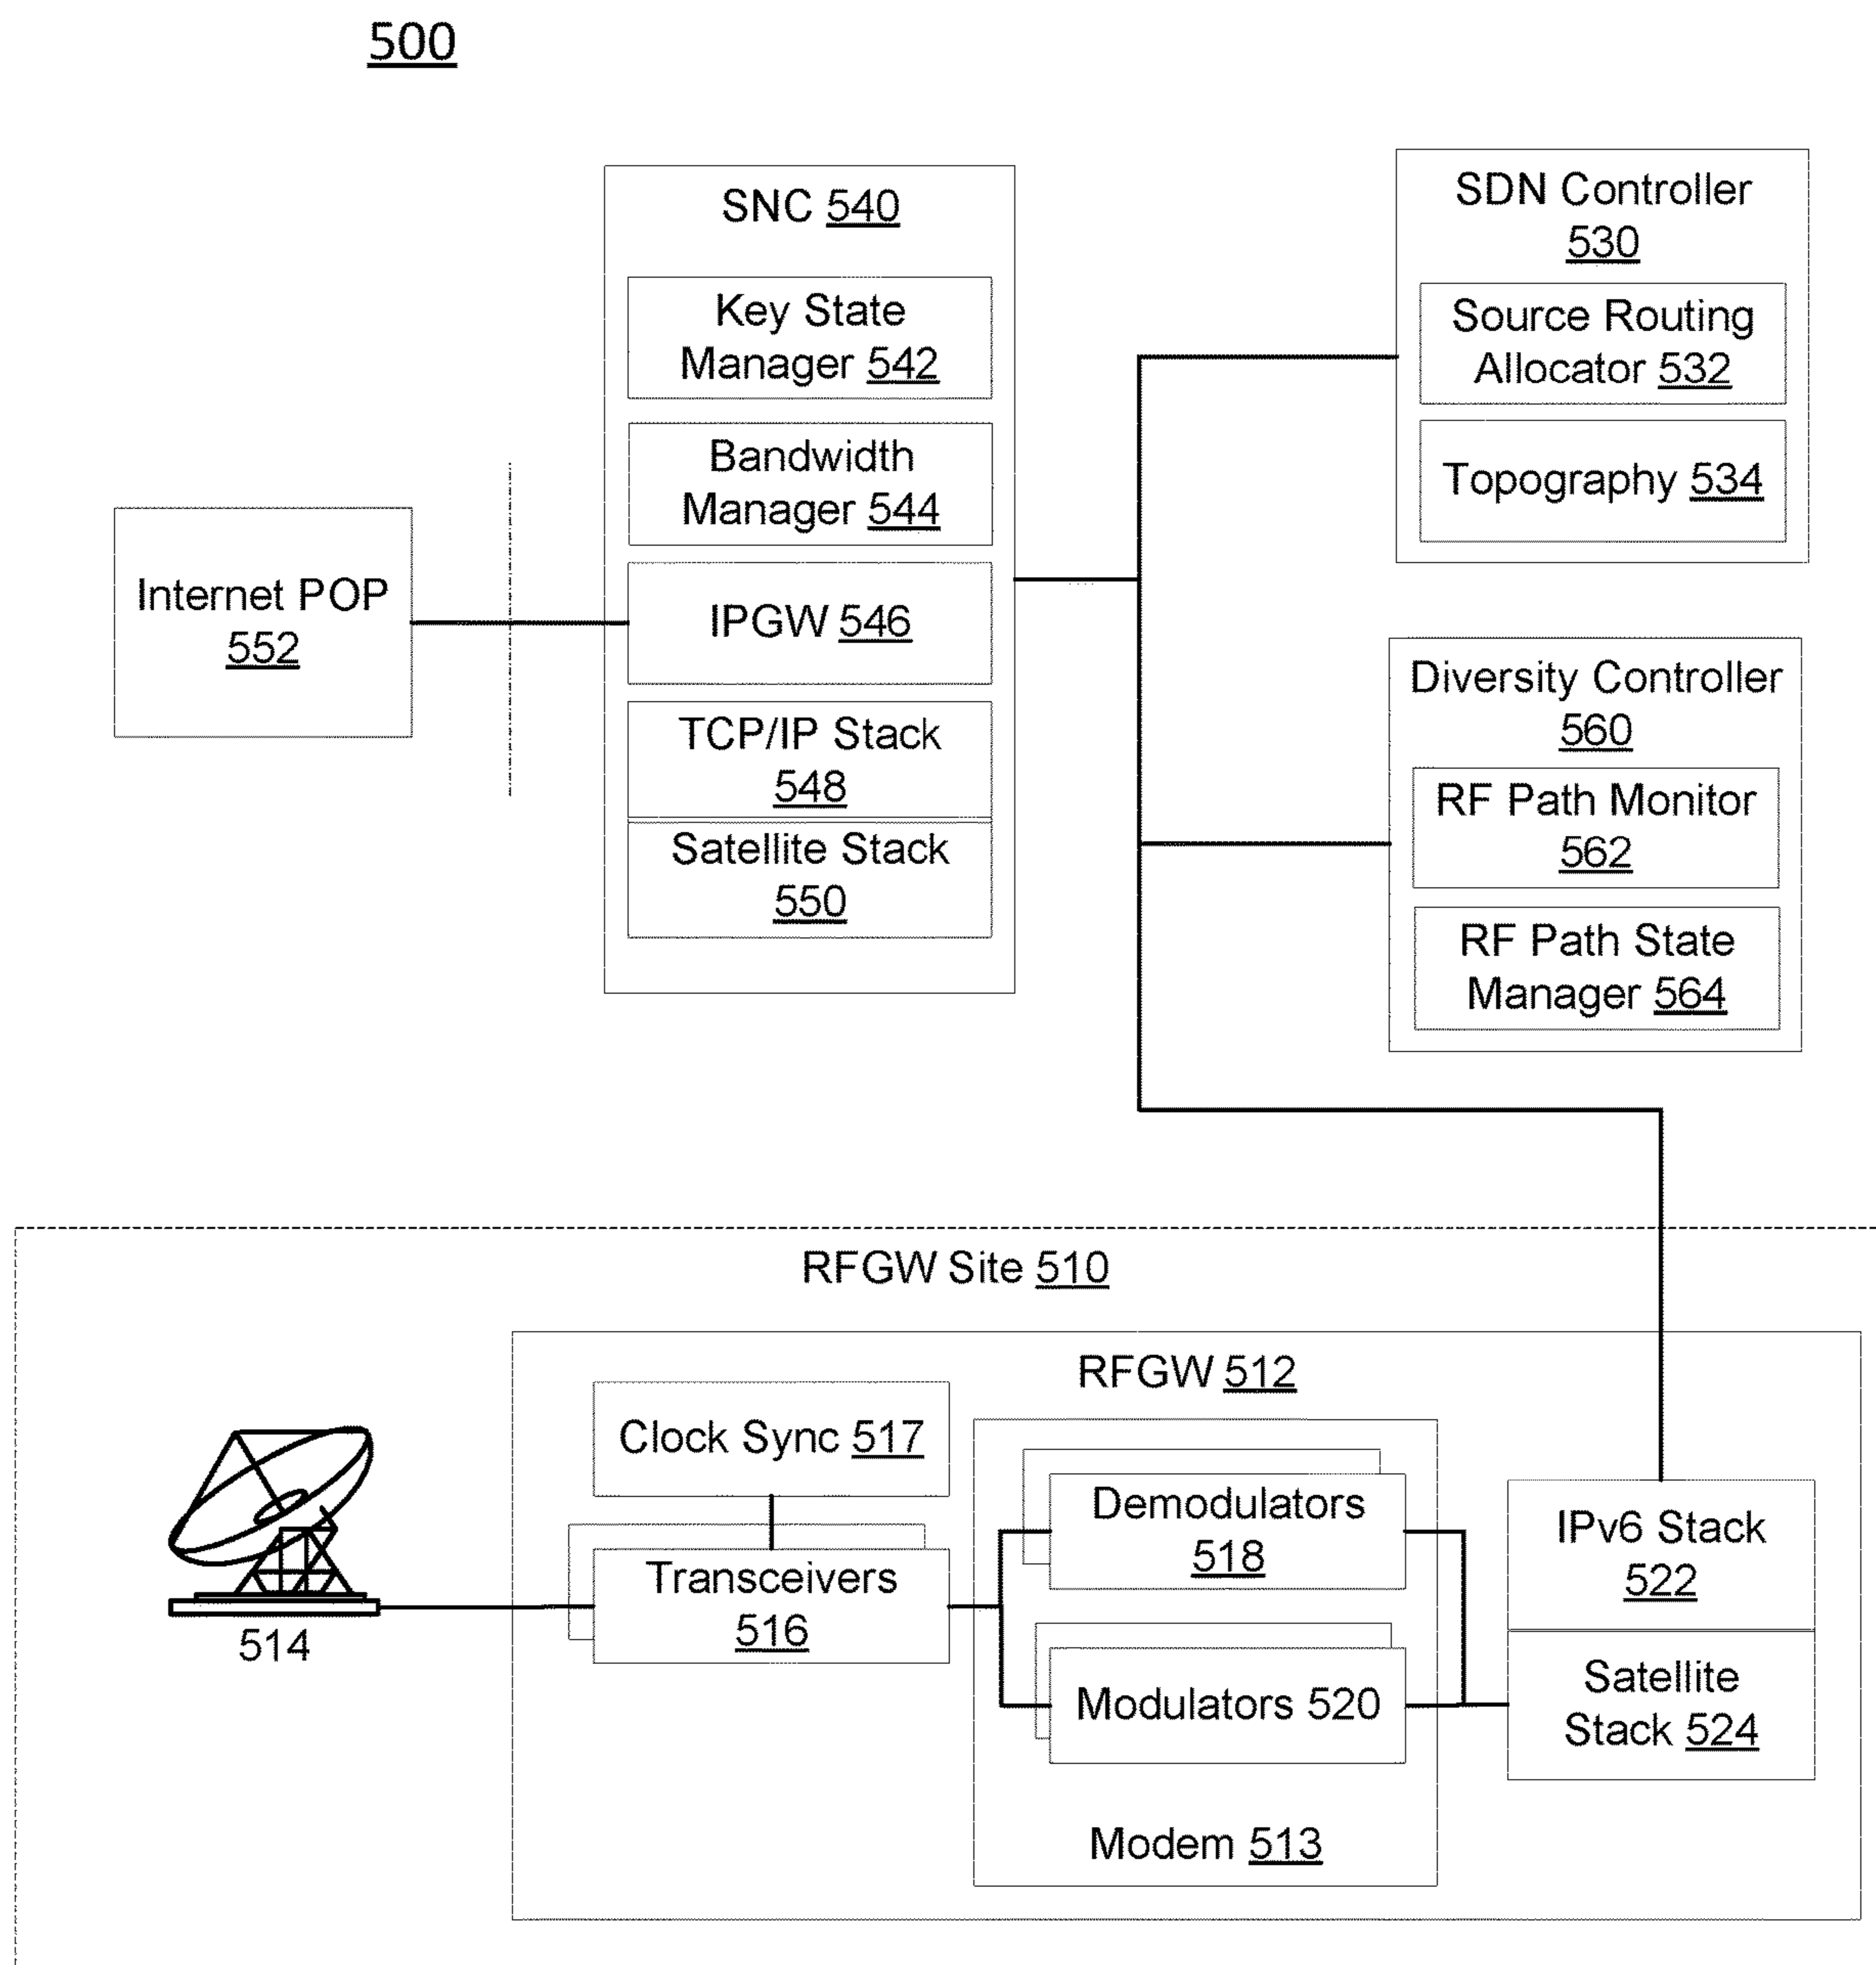 500
SNC 540
Key State
Manager 542
Bandwidth
Manager 544
IPGW 546
TCP/IP Stack
548
Satellite Stack
550
Internet POP
552
SDN Controller
530
Source Routing
Allocator 532
Topography 534
Diversity Controller
560
RF Path Monitor
562
RF Path State
Manager 564
RFGW Site 510
RFGW 512
Clock Sync 517
Transceivers
516
514
Demodulators
518
Modulators 520
Modem 513
IPv6 Stack
522
Satellite
Stack 524